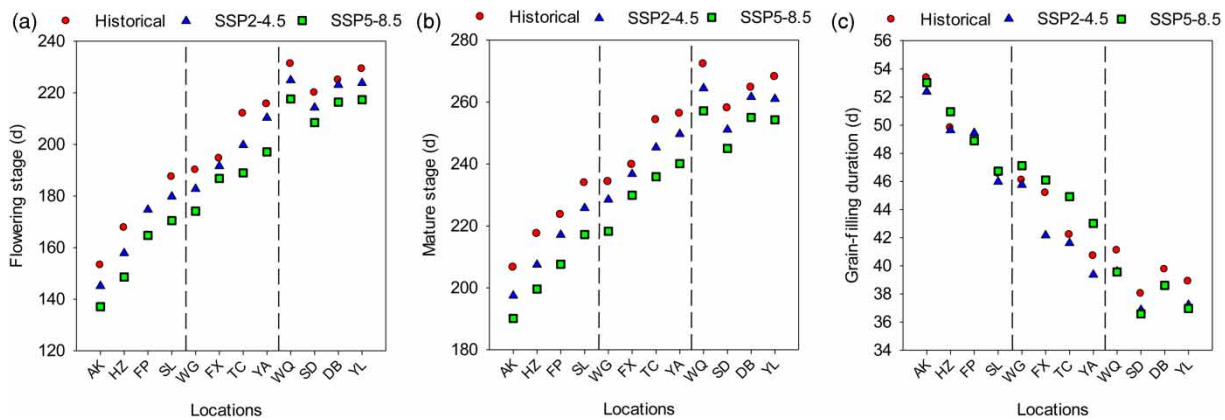 (a) Historical SSP2-4.5 SSP5-8.5
Flowering stage (d)
240
220
200
180
160
140
120
AK HZ FP SL WG FX TC YA WQ SD DB YL
Locations
(b) Historical SSP2-4.5 SSP5-8.5
Mature stage (d)
280
260
240
220
200
180
AK HZ FP SL WG FX TC YA WQ SD DB YL
Locations
(c) Historical SSP2-4.5 SSP5-8.5
Grain-filling duration (d)
56
54
52
50
48
46
44
42
40
38
36
34
AK HZ FP SL WG FX TC YA WQ SD DB YL
Locations